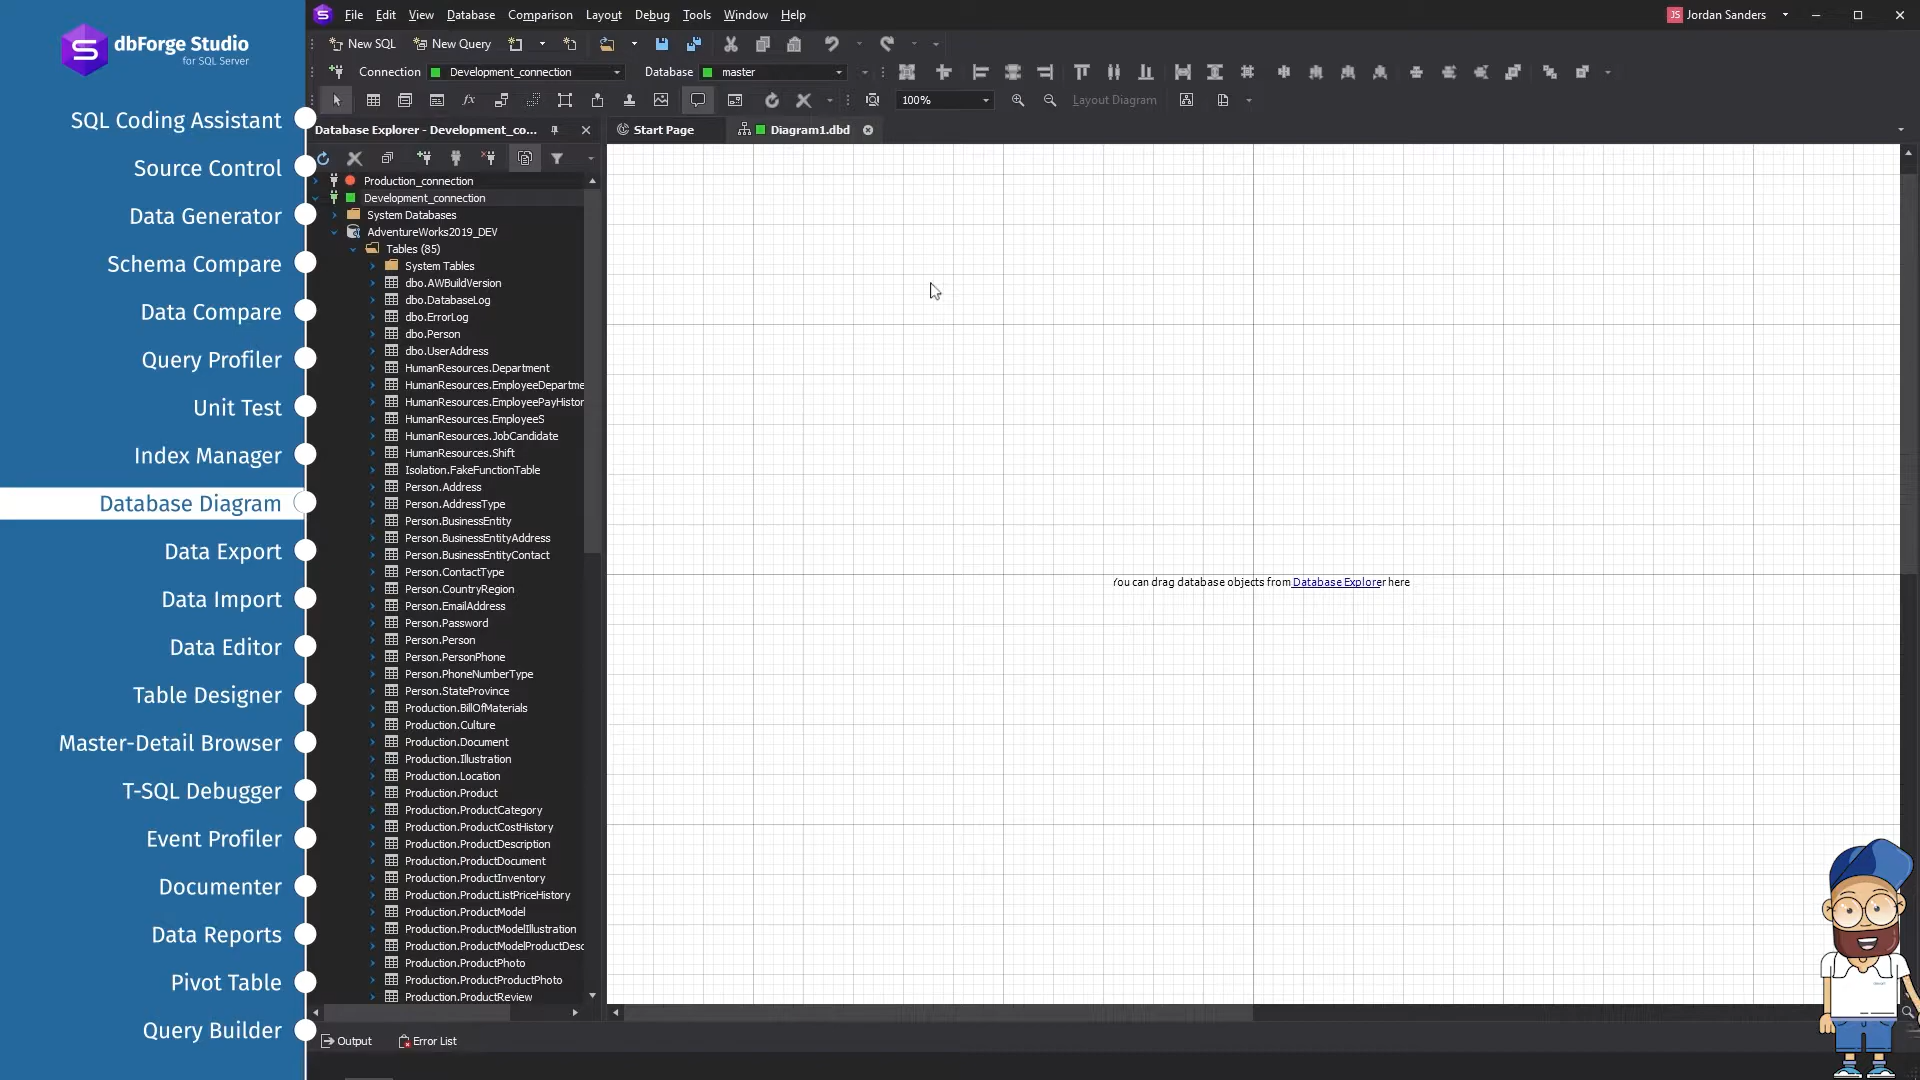 dbForge Studio
for SQL Server
SQL Coding Assistant
Source Control
Data Generator
Schema Compare
Data Compare
Query Profiler
Unit Test
Index Manager
Database Diagram
Data Export
Data Import
Data Editor
Table Designer
Master-Detail Browser
T-SQL Debugger
Event Profiler
Documenter
Data Reports
Pivot Table
Query Builder
File Edit View Database Comparison Layout Debug Tools Window Help
JS Jordan Sanders
New SQL New Query
Connection Development_connection Database master
100% Layout Diagram
Database Explorer - Development_co...
Start Page Diagram1.dbd
Production_connection
Development_connection
System Databases
AdventureWorks2019_DEV
Tables (85)
System Tables
dbo.AWBuildVersion
dbo.DatabaseLog
dbo.ErrorLog
dbo.Person
dbo.UserAddress
HumanResources.Department
HumanResources.EmployeeDepartme
HumanResources.EmployeePayHistor
HumanResources.EmployeeS
HumanResources.JobCandidate
HumanResources.Shift
Isolation.FakeFunctionTable
Person.Address
Person.AddressType
Person.BusinessEntity
Person.BusinessEntityAddress
Person.BusinessEntityContact
Person.ContactType
Person.CountryRegion
Person.EmailAddress
Person.Password
Person.Person
Person.PersonPhone
Person.PhoneNumberType
Person.StateProvince
Production.BillOfMaterials
Production.Culture
Production.Document
Production.Illustration
Production.Location
Production.Product
Production.ProductCategory
Production.ProductCostHistory
Production.ProductDescription
Production.ProductDocument
Production.ProductInventory
Production.ProductListPriceHistory
Production.ProductModel
Production.ProductModelIllustration
Production.ProductModelProductDesc
Production.ProductPhoto
Production.ProductProductPhoto
Production.ProductReview
You can drag database objects from Database Explorer here
Output Error List